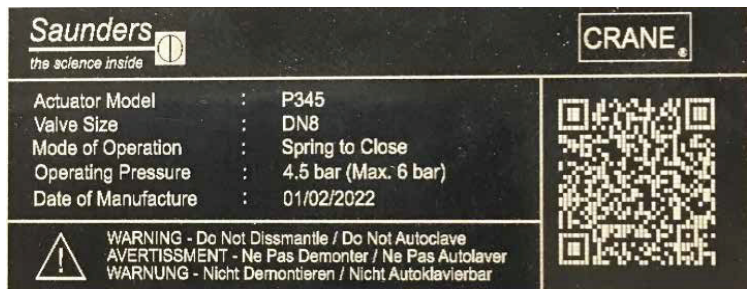 Saunders
the science inside
CRANE®
Actuator Model : P345
Valve Size : DN8
Mode of Operation : Spring to Close
Operating Pressure : 4.5 bar (Max. 6 bar)
Date of Manufacture : 01/02/2022
WARNING - Do Not Dissmantle / Do Not Autoclave
AVERTISSMENT - Ne Pas Demonter / Ne Pas Autolaver
WARNUNG - Nicht Demontieren / Nicht Autoklavierbar